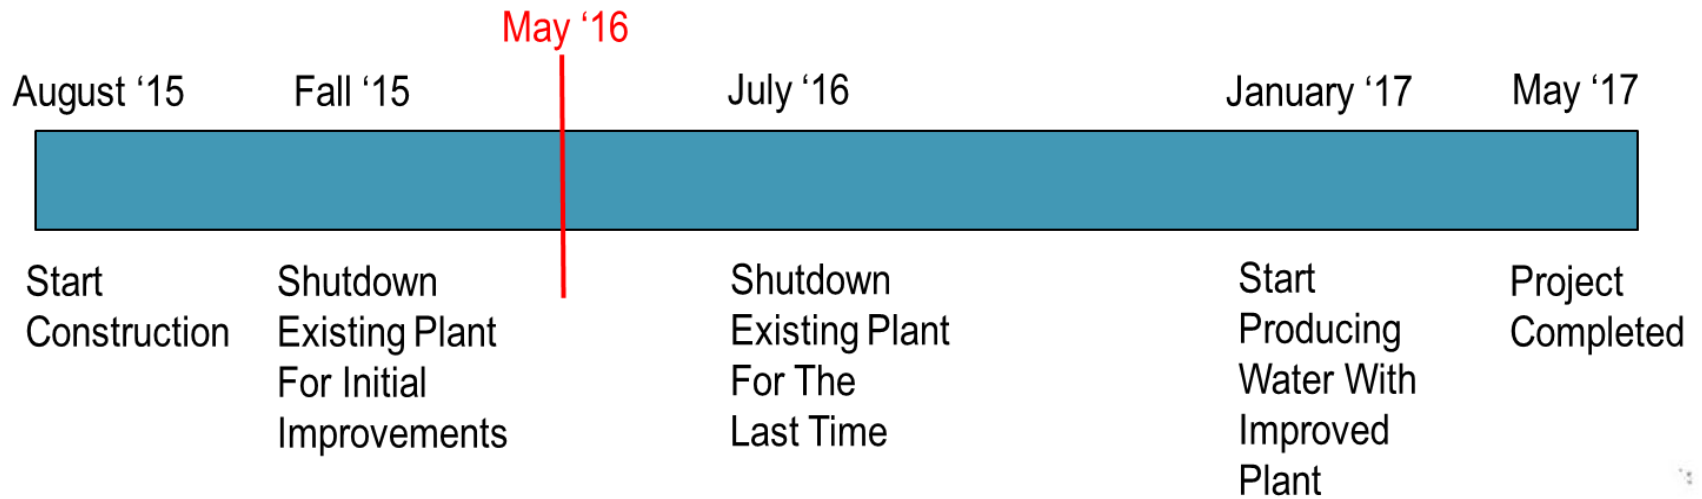 May ‘16
August ‘15
Fall ‘15
July ‘16
January ‘17
May ‘17
Start
Construction
Shutdown
Existing Plant
For Initial
Improvements
Shutdown
Existing Plant
For The
Last Time
Start
Producing
Water With
Improved
Plant
Project
Completed